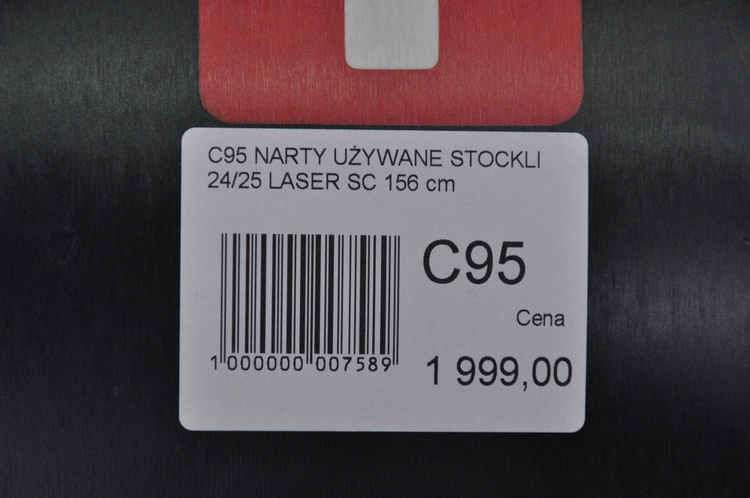 C95 NARTY UŻYWANE STOCKLI
24/25 LASER SC 156 cm
C95
Cena
1 999,00
1 000000 007589